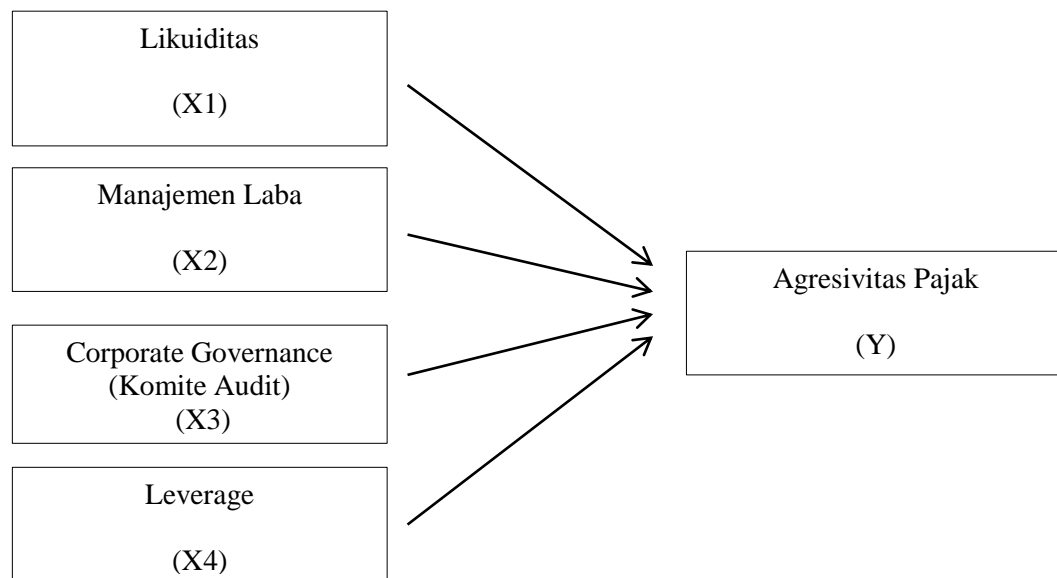 Likuiditas
(X1)
Manajemen Laba
(X2)
Corporate Governance
(Komite Audit)
(X3)
Leverage
(X4)
Agresivitas Pajak
(Y)